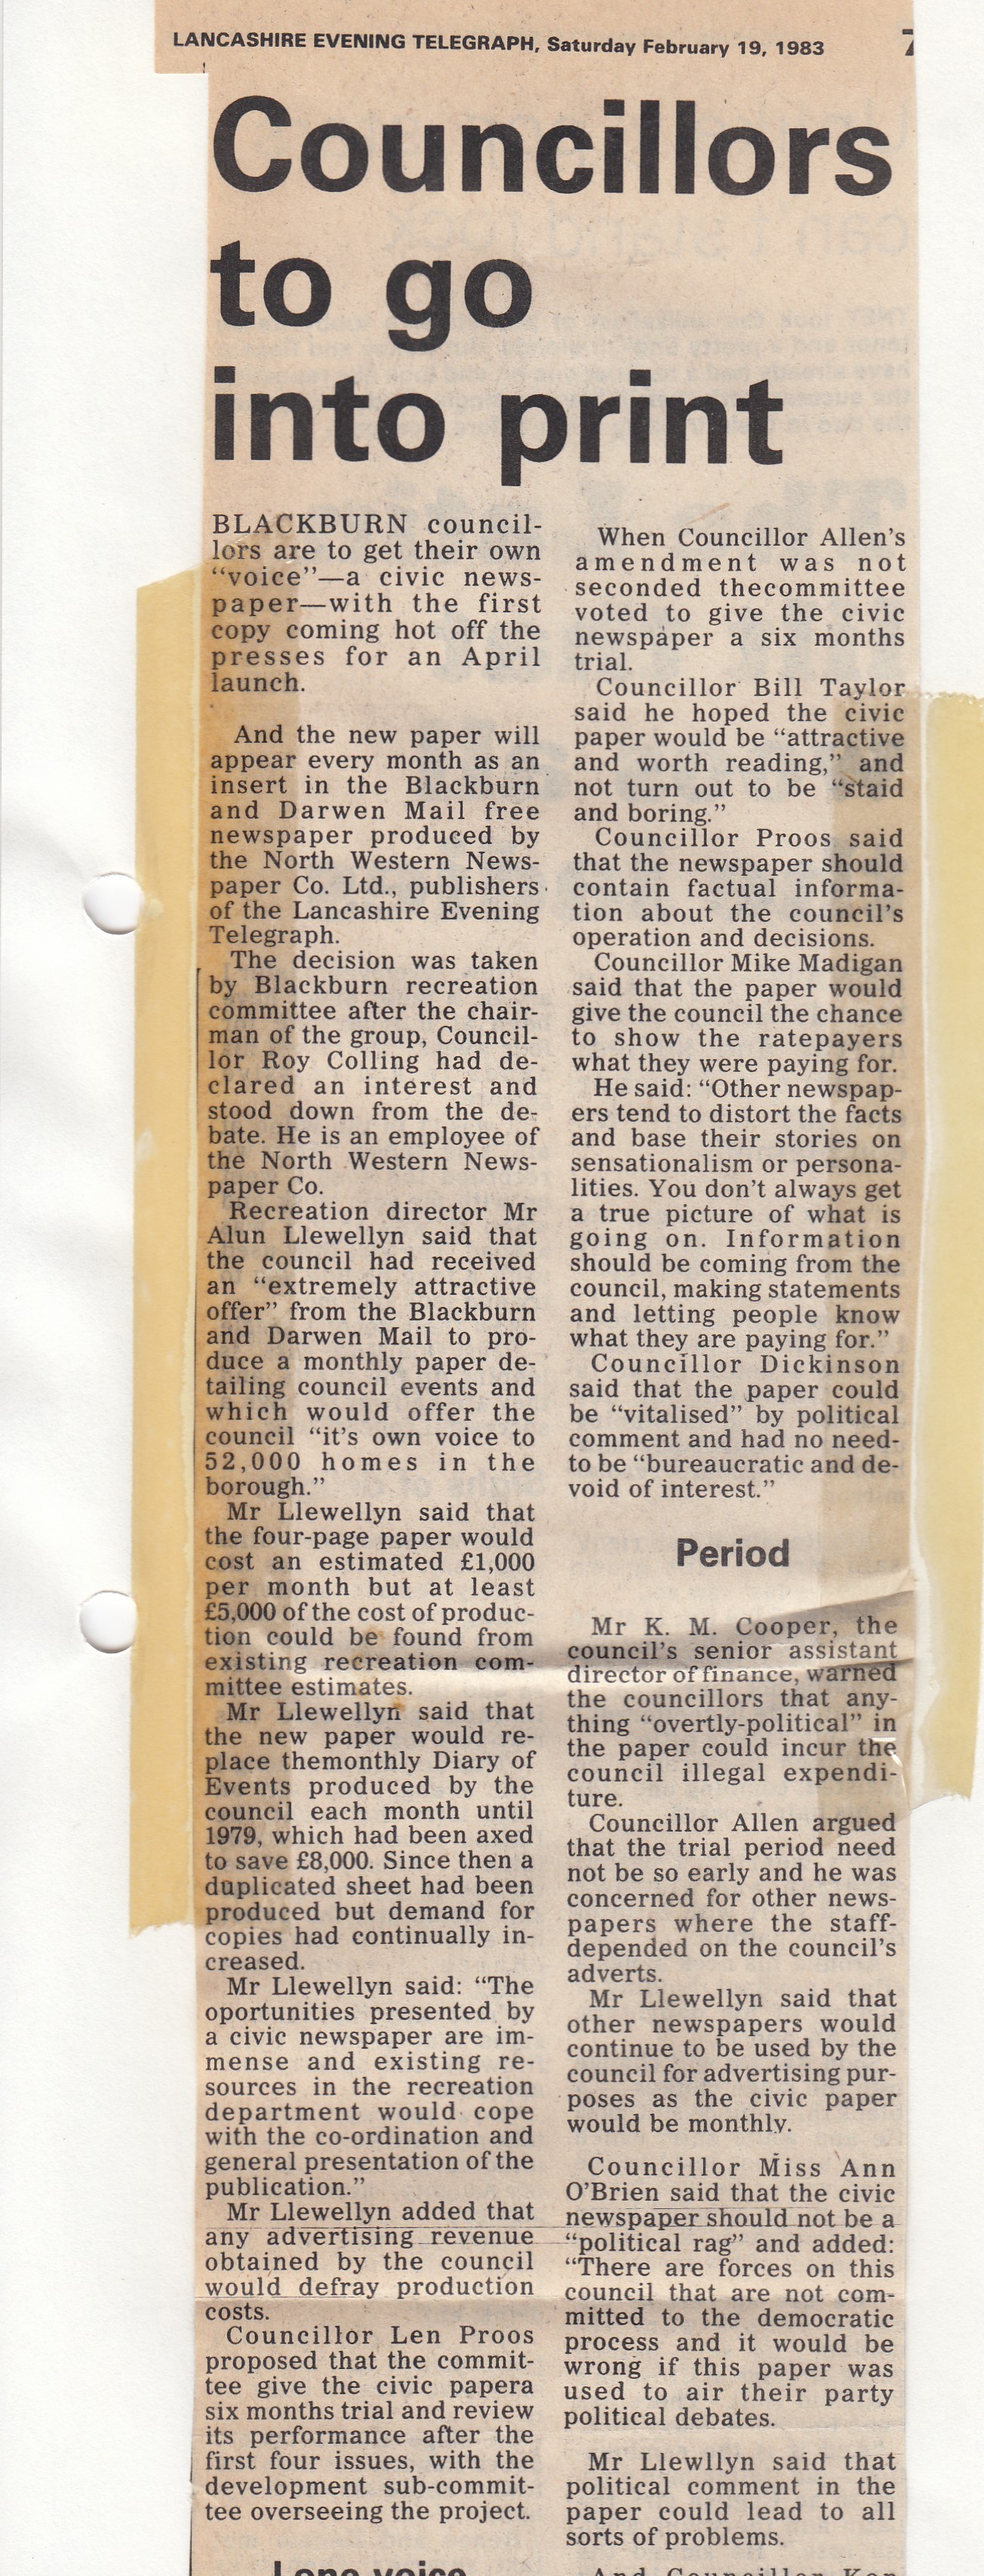 LANCASHIRE EVENING TELEGRAPH, Saturday February 19, 1983 7
Councillors
to go
into print
BLACKBURN council-
lors are to get their own
“voice”—a civic news-
paper—with the first
copy coming hot off the
presses for an April
launch.
And the new paper will
appear every month as an
insert in the Blackburn
and Darwen Mail free
newspaper produced by
the North Western News-
paper Co. Ltd., publishers
of the Lancashire Evening
Telegraph.
The decision was taken
by Blackburn recreation
committee after the chair-
man of the group, Council-
lor Roy Colling had de-
clared an interest and
stood down from the de-
bate. He is an employee of
the North Western News-
paper Co.
Recreation director Mr
Alun Llewellyn said that
the council had received
an “extremely attractive
offer” from the Blackburn
and Darwen Mail to pro-
duce a monthly paper de-
tailing council events and
which would offer the
council “it's own voice to
52,000 homes in the
borough.”
Mr Llewellyn said that
the four-page paper would
cost an estimated £1,000
per month but at least
£5,000 of the cost of produc-
tion could be found from
existing recreation com-
mittee estimates.
Mr Llewellyn said that
the new paper would re-
place themonthly Diary of
Events produced by the
council each month until
1979, which had been axed
to save £8,000. Since then a
duplicated sheet had been
produced but demand for
copies had continually in-
creased.
Mr Llewellyn said: “The
oportunities presented by
a civic newspaper are im-
mense and existing re-
sources in the recreation
department would cope
with the co-ordination and
general presentation of the
publication.”
Mr Llewellyn added that
any advertising revenue
obtained by the council
would defray production
costs.
Councillor Len Proos
proposed that the commit-
tee give the civic papera
six months trial and review
its performance after the
first four issues, with the
development sub-commit-
tee overseeing the project.
Lone voice
When Councillor Allen's
amendment was not
seconded thecommittee
voted to give the civic
newspaper a six months
trial.
Councillor Bill Taylor
said he hoped the civic
paper would be “attractive
and worth reading,” and
not turn out to be “staid
and boring.”
Councillor Proos said
that the newspaper should
contain factual informa-
tion about the council's
operation and decisions.
Councillor Mike Madigan
said that the paper would
give the council the chance
to show the ratepayers
what they were paying for.
He said: “Other newspap-
ers tend to distort the facts
and base their stories on
sensationalism or persona-
lities. You don't always get
a true picture of what is
going on. Information
should be coming from the
council, making statements
and letting people know
what they are paying for.”
Councillor Dickinson
said that the paper could
be “vitalised” by political
comment and had no need-
to be “bureaucratic and de-
void of interest.”
Period
Mr K. M. Cooper, the
council's senior assistant
director of finance, warned
the councillors that any-
thing “overtly-political” in
the paper could incur the
council illegal expendi-
ture.
Councillor Allen argued
that the trial period need
not be so early and he was
concerned for other news-
papers where the staff-
depended on the council's
adverts.
Mr Llewellyn said that
other newspapers would
continue to be used by the
council for advertising pur-
poses as the civic paper
would be monthly.
Councillor Miss Ann
O'Brien said that the civic
newspaper should not be a
“political rag” and added:
“There are forces on this
council that are not com-
mitted to the democratic
process and it would be
wrong if this paper was
used to air their party
political debates.
Mr Llewllyn said that
political comment in the
paper could lead to all
sorts of problems.
And Councillor Ken